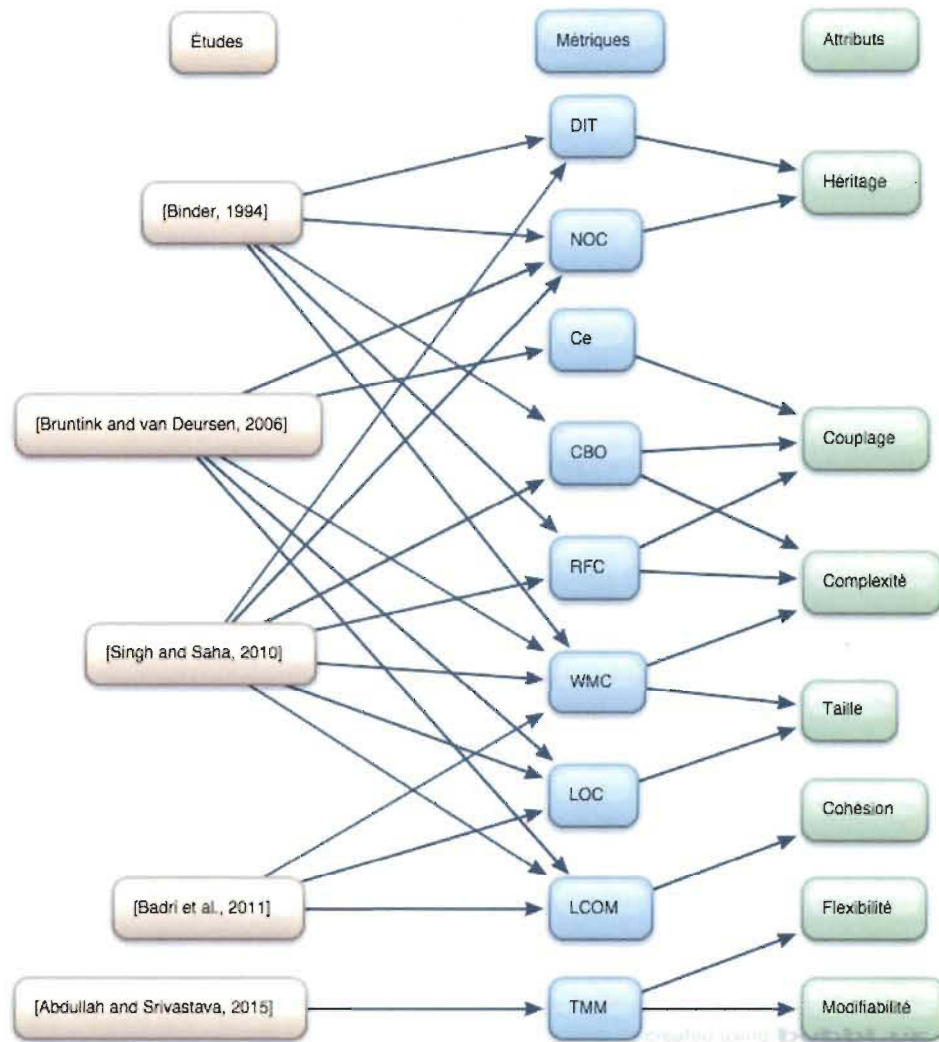 Études
Métriques
Attributs
DIT
Héritage
[Binder, 1994]
NOC
Ce
[Bruntink and van Deursen, 2006]
Couplage
CBO
RFC
Complexité
[Singh and Saha, 2010]
WMC
Taille
LOC
Cohésion
[Badri et al., 2011]
LCOM
Flexibilité
[Abdullah and Srivastava, 2015]
TMM
Modifiabilité